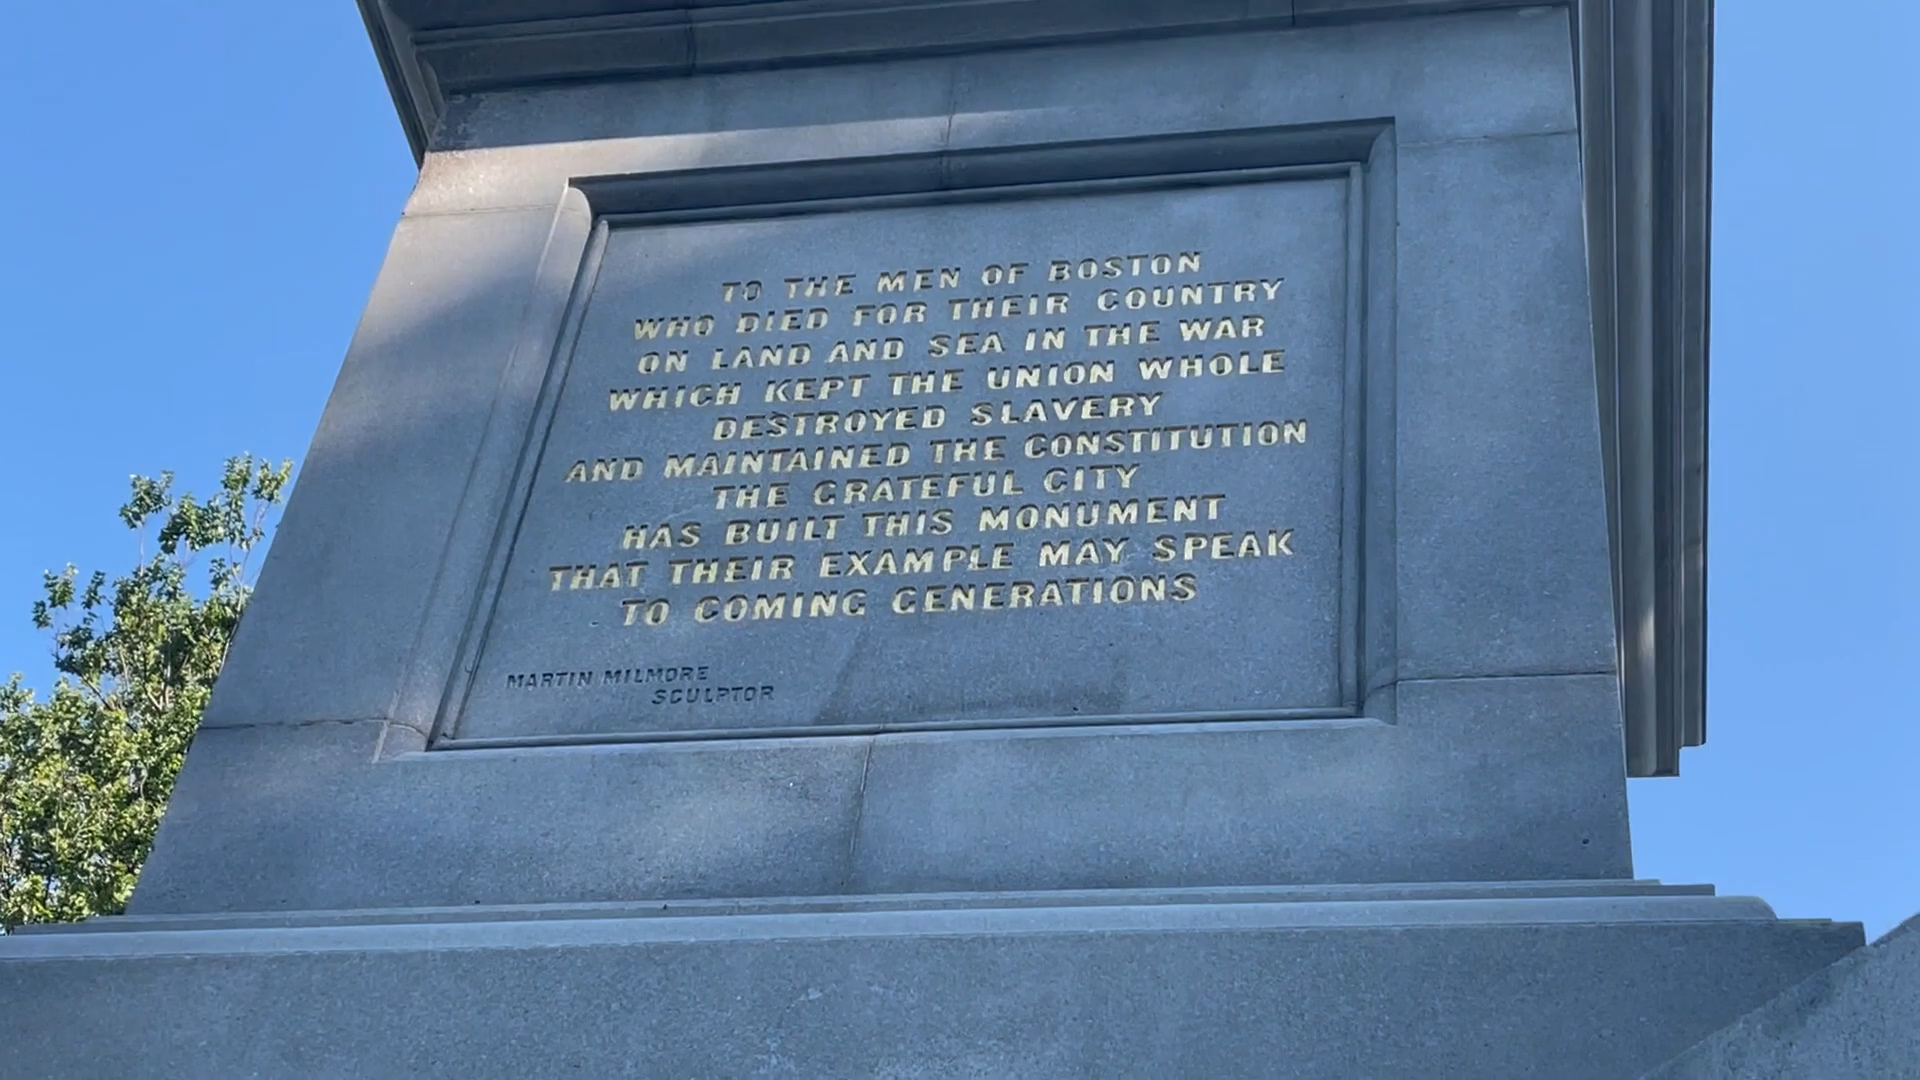 TO THE MEN OF BOSTON
WHO DIED FOR THEIR COUNTRY
ON LAND AND SEA IN THE WAR
WHICH KEPT THE UNION WHOLE
DESTROYED SLAVERY
AND MAINTAINED THE CONSTITUTION
THE GRATEFUL CITY
HAS BUILT THIS MONUMENT
THAT THEIR EXAMPLE MAY SPEAK
TO COMING GENERATIONS
MARTIN MILMORE
SCULPTOR